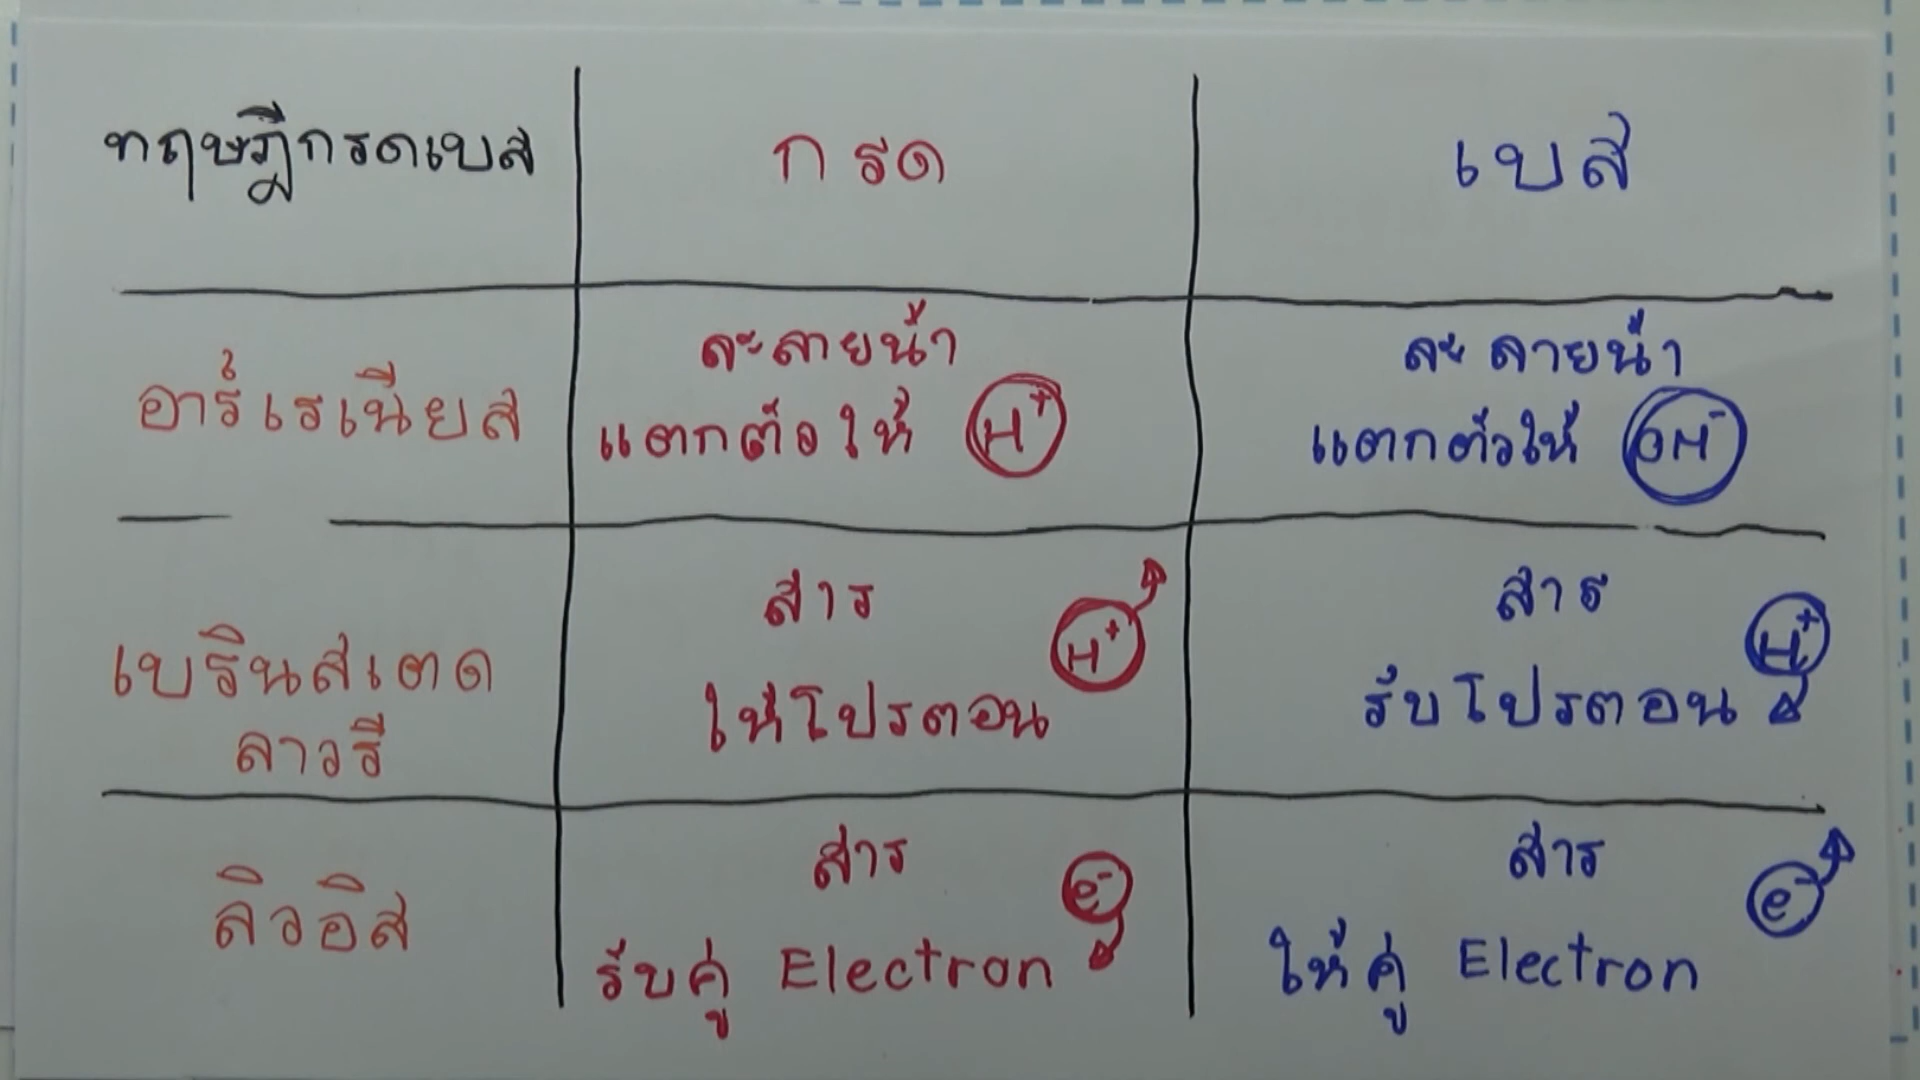 ทฤษฎีกรดเบส
กรด
เบส
อาร์เรเนียส
ละลายน้ำ
แตกตัวให้ H+
ละลายน้ำ
แตกตัวให้ OH-
เบรินสเตด
ลาวรี
สาร
H+
ให้โปรตอน
สาร
H+
รับโปรตอน
ลิวอิส
สาร
e-
รับคู่ Electron
สาร
e-
ให้คู่ Electron